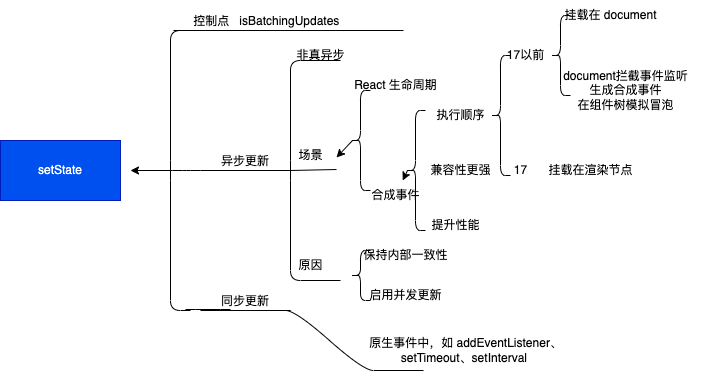 控制点 isBatchingUpdates
挂载在 document
非真异步
17以前
document拦截事件监听
生成合成事件
在组件树模拟冒泡
React 生命周期
执行顺序
setState
异步更新
场景
兼容性更强
17 挂载在渲染节点
合成事件
提升性能
原因
保持内部一致性
启用并发更新
同步更新
原生事件中，如 addEventListener、
setTimeout、setInterval